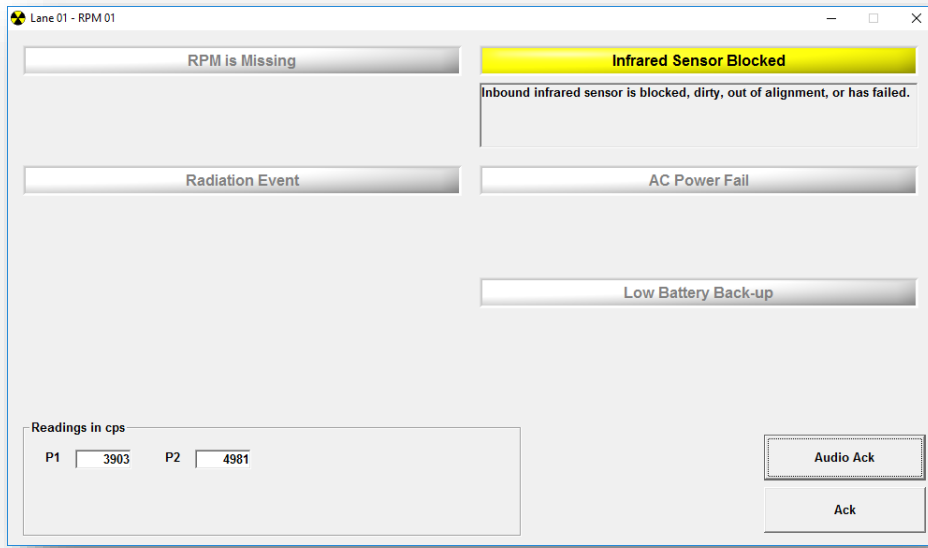 Lane 01 - RPM 01
RPM is Missing
Infrared Sensor Blocked
Inbound infrared sensor is blocked, dirty, out of alignment, or has failed.
Radiation Event
AC Power Fail
Low Battery Back-up
Readings in cps
P1 3903 P2 4981
Audio Ack
Ack